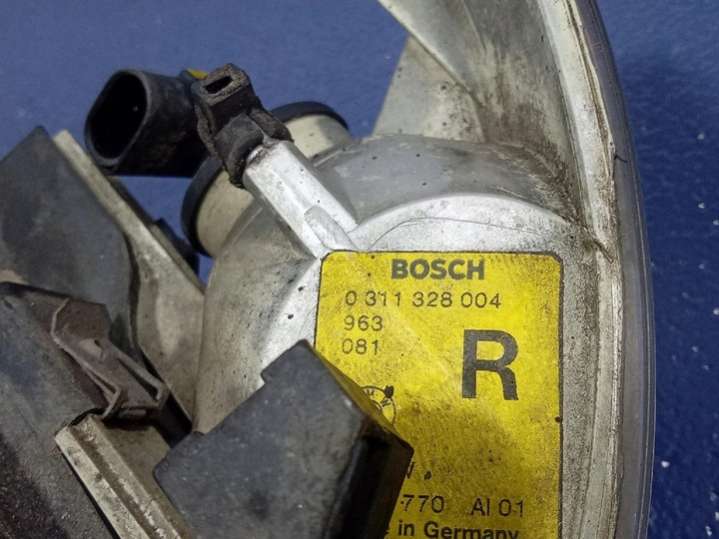 BOSCH
0 311 328 004
963
081
R
770 AI 01
in Germany